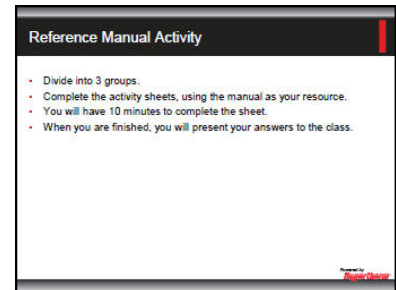 Reference Manual Activity
• Divide into 3 groups.
• Complete the activity sheets, using the manual as your resource.
• You will have 10 minutes to complete the sheet.
• When you are finished, you will present your answers to the class.
Powered by
Hypertherm